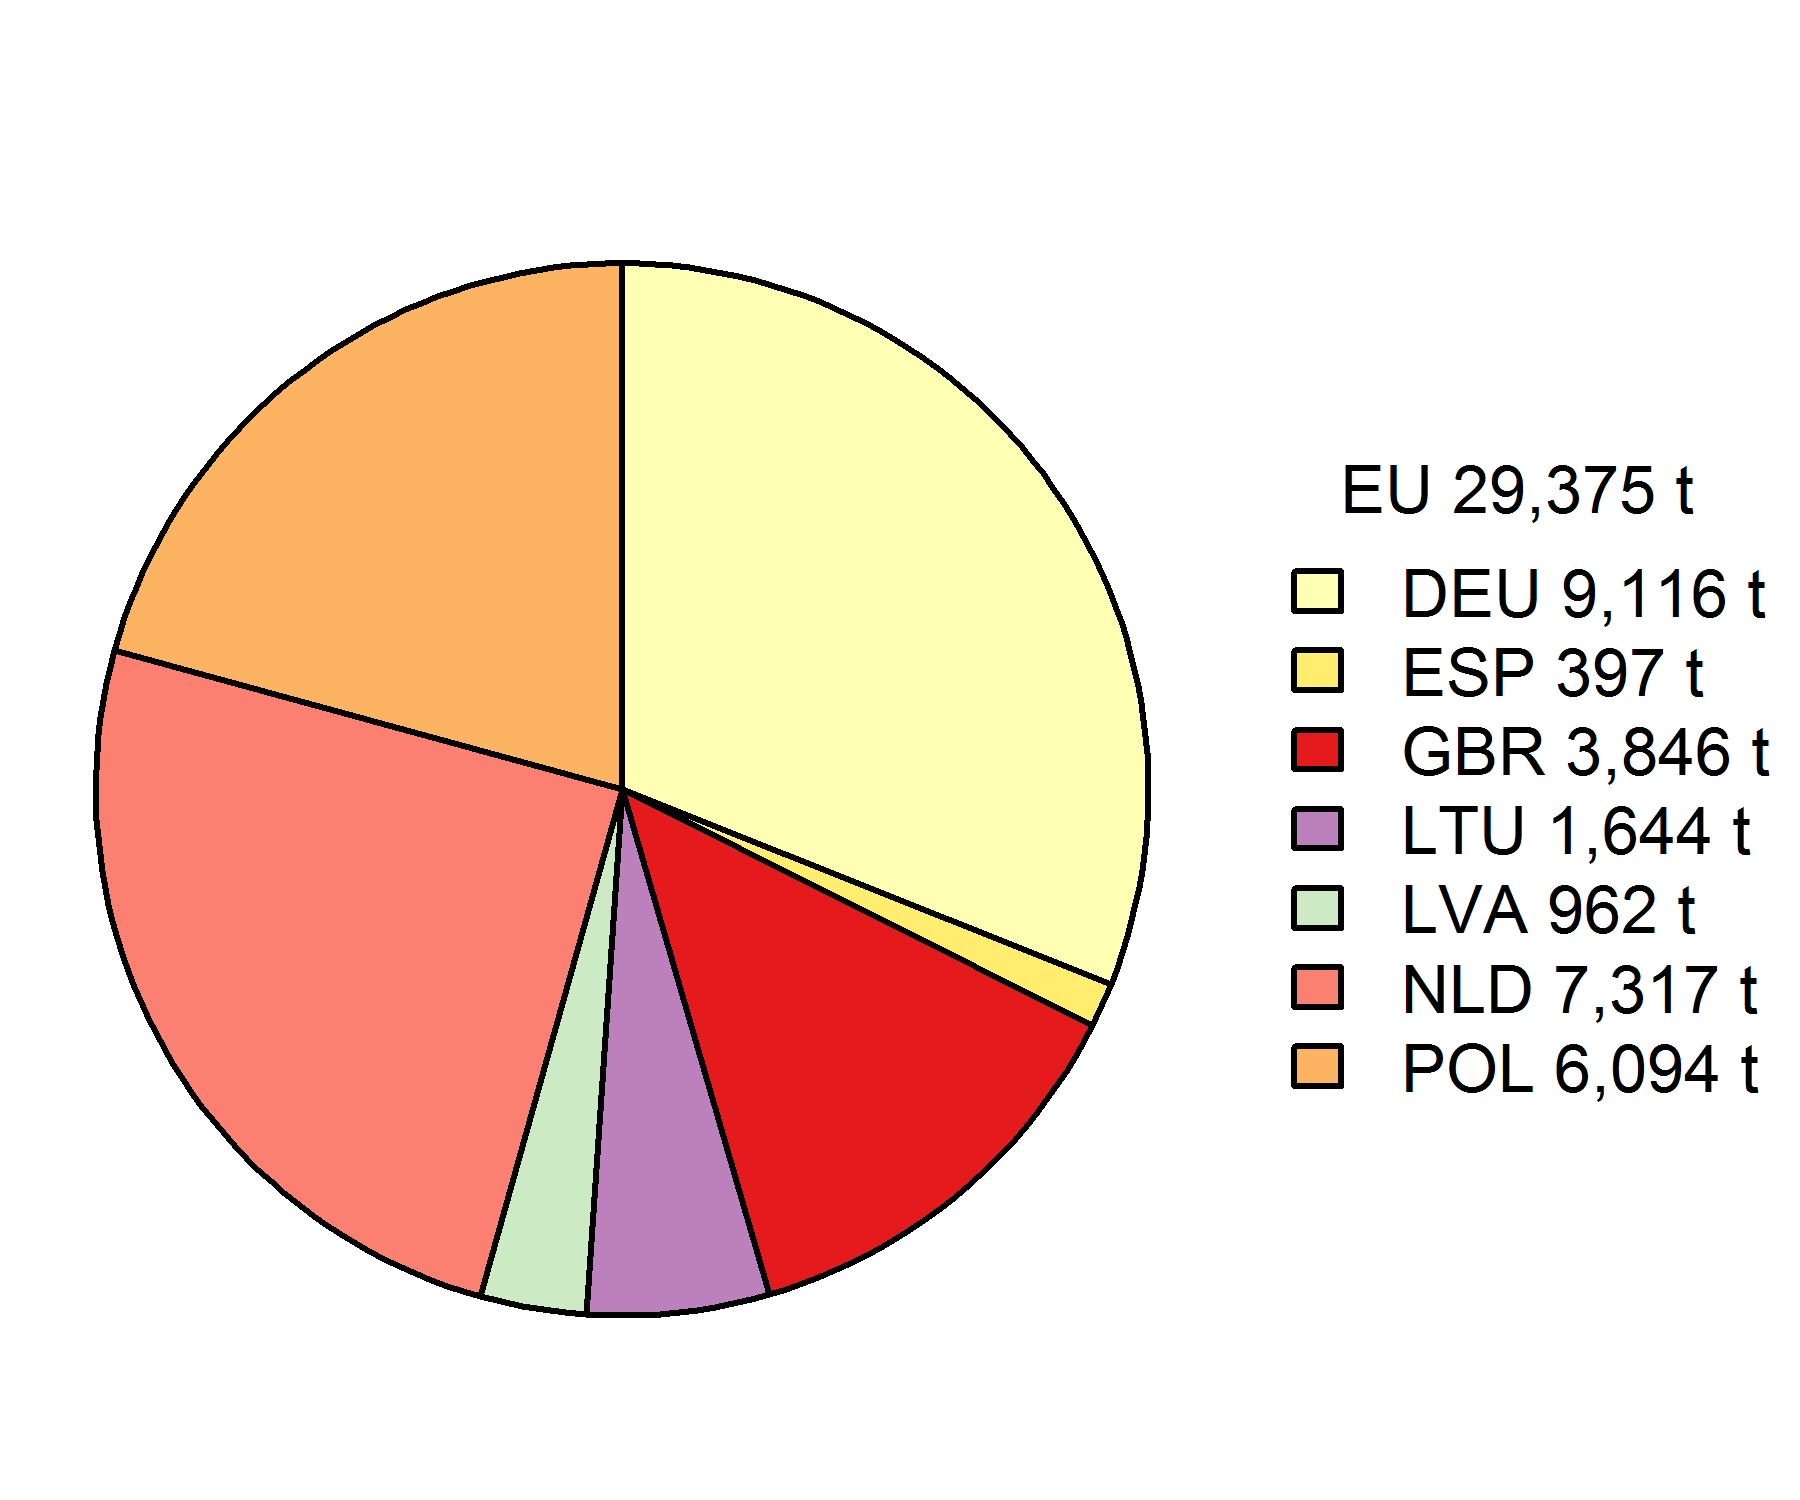 EU 29,375 t
DEU 9,116 t
ESP 397 t
GBR 3,846 t
LTU 1,644 t
LVA 962 t
NLD 7,317 t
POL 6,094 t